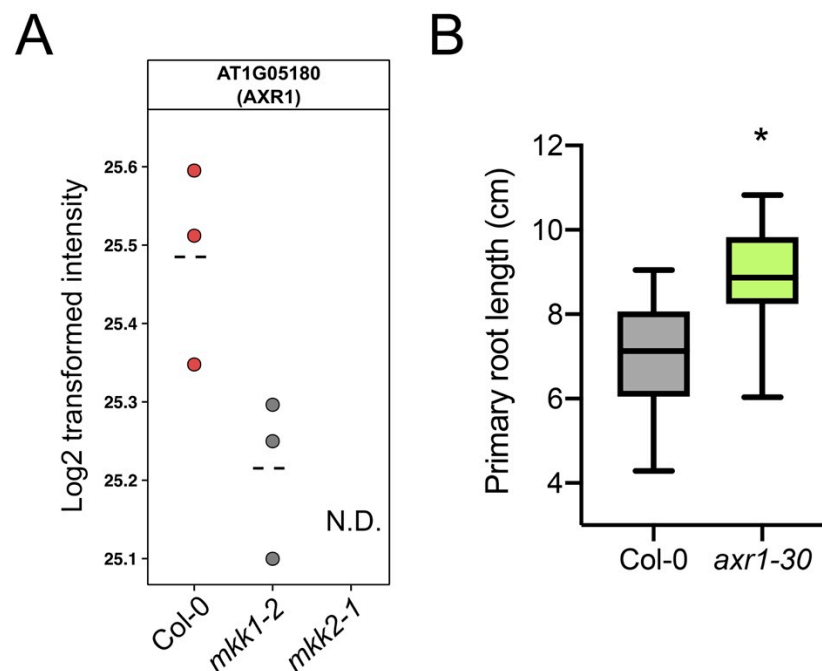 A
AT1G05180
(AXR1)
Log2 transformed intensity
25.6
25.5
25.4
25.3
25.2
25.1
N.D.
Col-0
mkk1-2
mkk2-1
B
Primary root length (cm)
12
10
8
6
4
*
Col-0
axr1-30